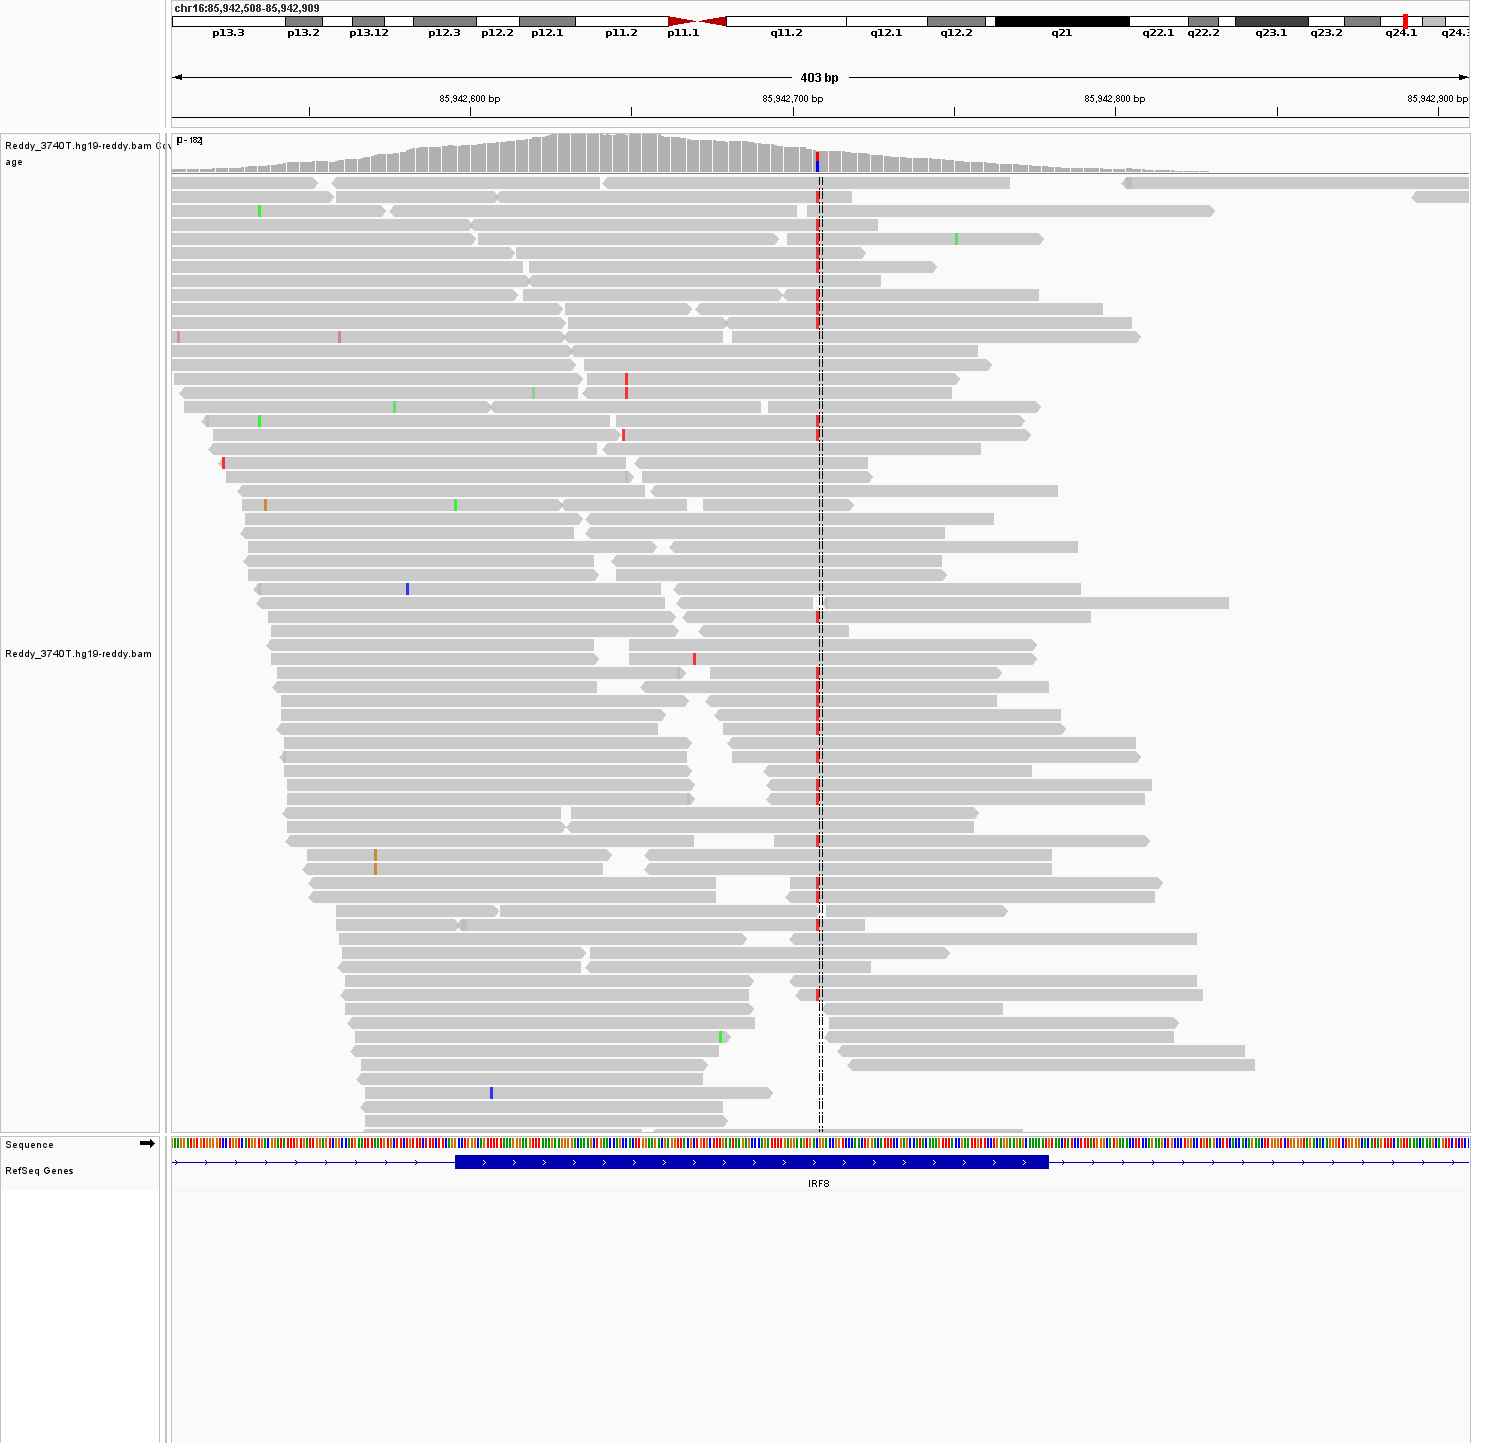 chr16:85,942,508-85,942,909
p13.3 p13.2 p13.12 p12.3 p12.2 p12.1 p11.2 p11.1 q11.2 q12.1 q12.2 q21 q22.1 q22.2 q23.1 q23.2 q24.1 q24.3
403 bp
85,942,600 bp 85,942,700 bp 85,942,800 bp 85,942,900 bp
[0 - 182]
Reddy_3740T.hg19-reddy.bam Cov
age
Reddy_3740T.hg19-reddy.bam
Sequence
RefSeq Genes
IRF8